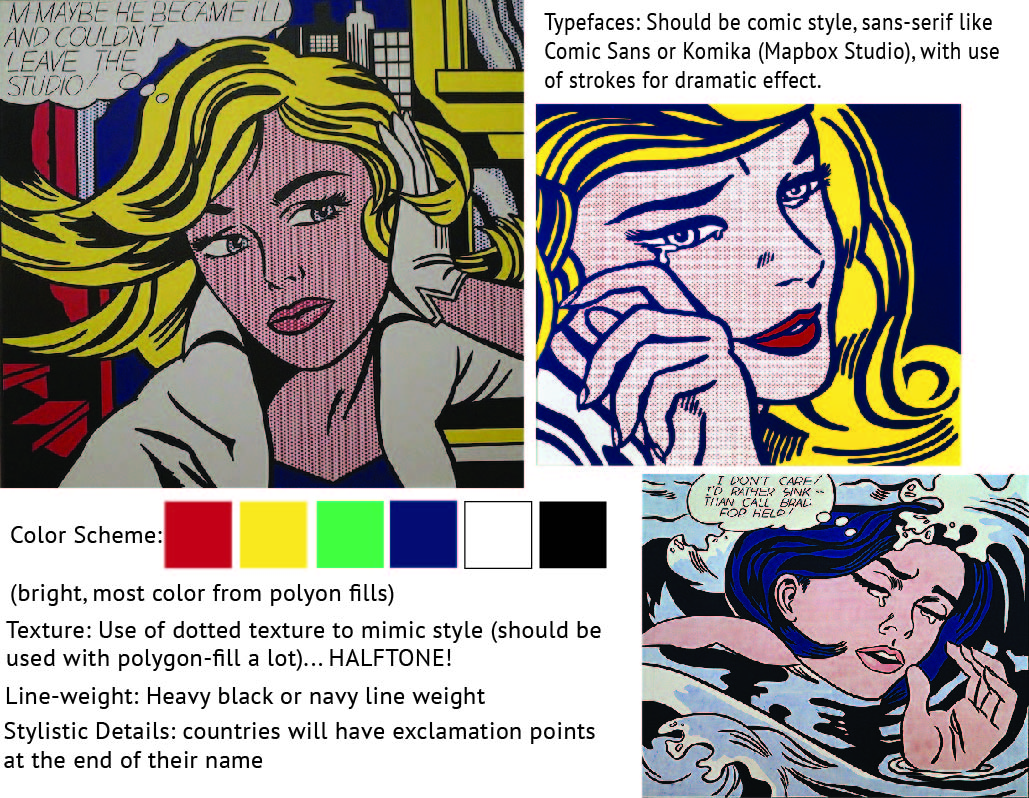 M MAYBE HE BECAME ILL
AND COULDN'T
LEAVE THE
STUDIO!
Typefaces: Should be comic style, sans-serif like
Comic Sans or Komika (Mapbox Studio), with use
of strokes for dramatic effect.
I DON'T CARE!
I'D RATHER SINK --
THAN CALL BRAD
FOR HELP!
Color Scheme:
(bright, most color from polyon fills)
Texture: Use of dotted texture to mimic style (should be
used with polygon-fill a lot)... HALFTONE!
Line-weight: Heavy black or navy line weight
Stylistic Details: countries will have exclamation points
at the end of their name